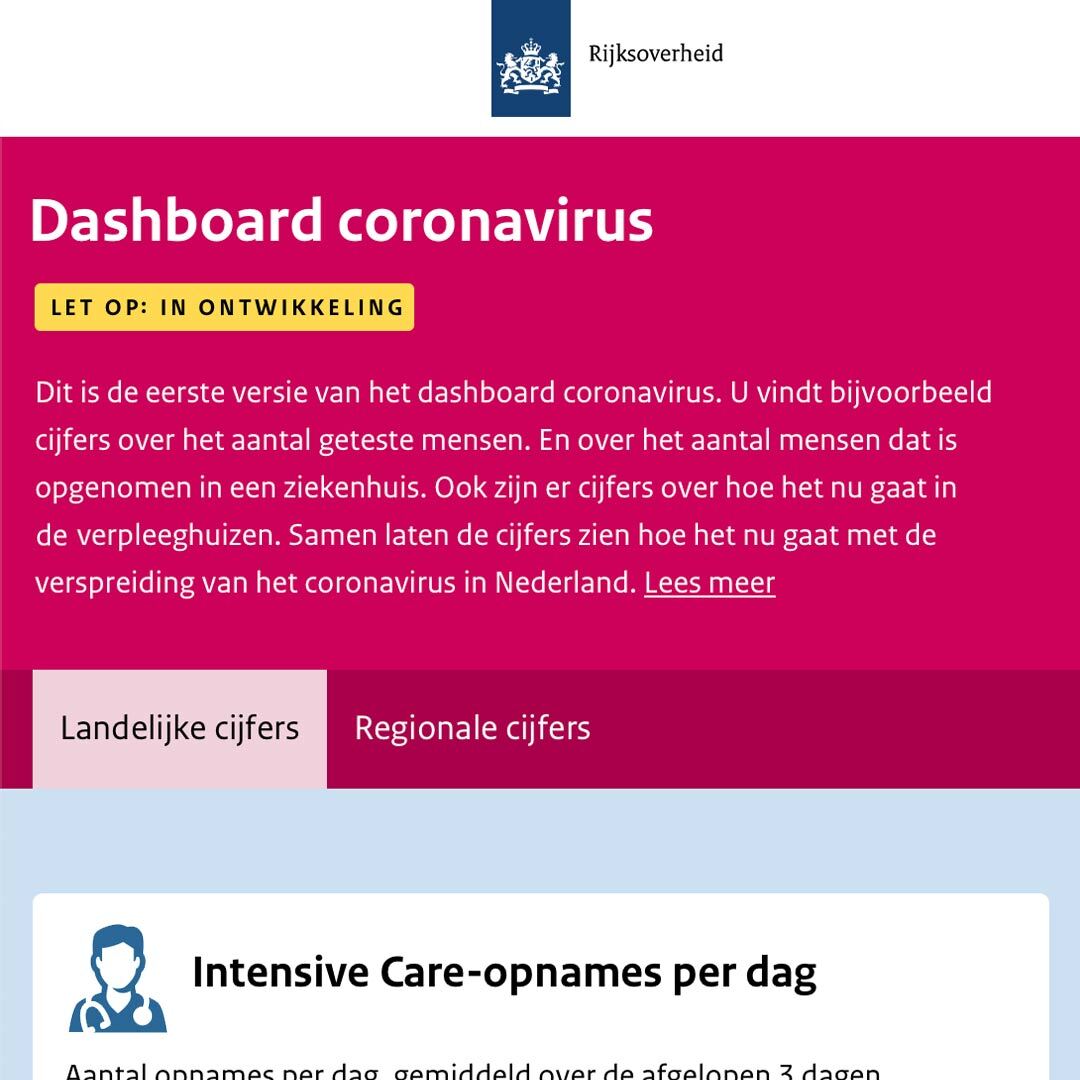 Rijksoverheid
Dashboard coronavirus
LET OP: IN ONTWIKKELING
Dit is de eerste versie van het dashboard coronavirus. U vindt bijvoorbeeld
cijfers over het aantal geteste mensen. En over het aantal mensen dat is
opgenomen in een ziekenhuis. Ook zijn er cijfers over hoe het nu gaat in
de verpleeghuizen. Samen laten de cijfers zien hoe het nu gaat met de
verspreiding van het coronavirus in Nederland. Lees meer
Landelijke cijfers Regionale cijfers
Intensive Care-opnames per dag
Aantal opnames per dag, gemiddeld over de afgelopen 3 dagen